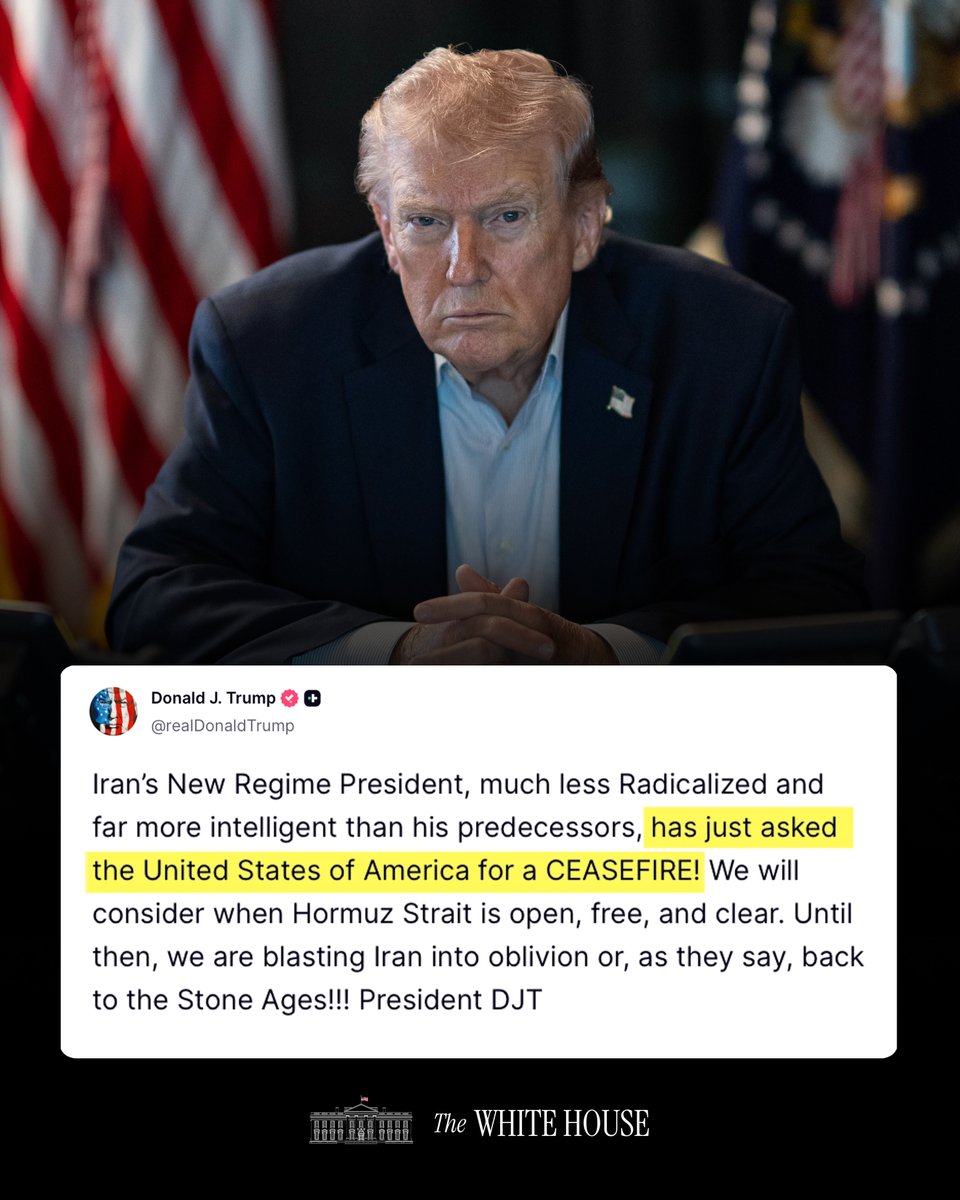 Donald J. Trump
@realDonaldTrump
Iran’s New Regime President, much less Radicalized and
far more intelligent than his predecessors, has just asked
the United States of America for a CEASEFIRE! We will
consider when Hormuz Strait is open, free, and clear. Until
then, we are blasting Iran into oblivion or, as they say, back
to the Stone Ages!!! President DJT
The WHITE HOUSE